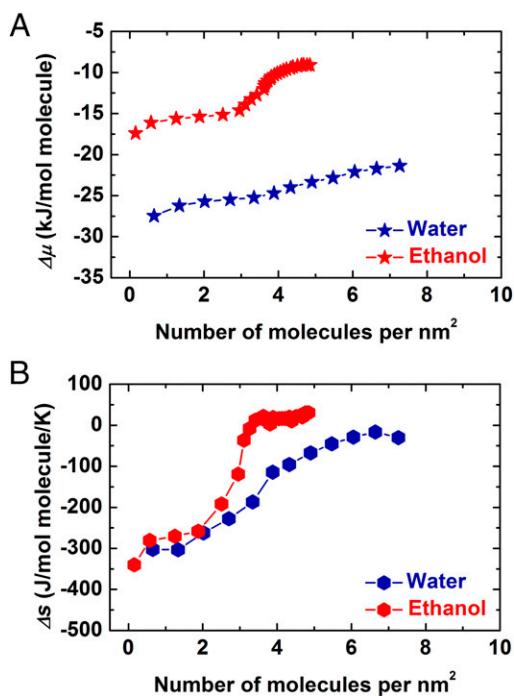 A
Δμ (kJ/mol molecule)
-5
-10
-15
-20
-25
-30
-35
Water
Ethanol
0 2 4 6 8 10
Number of molecules per nm²
B
Δs (J/mol molecule/K)
100
0
-100
-200
-300
-400
-500
Water
Ethanol
0 2 4 6 8 10
Number of molecules per nm²